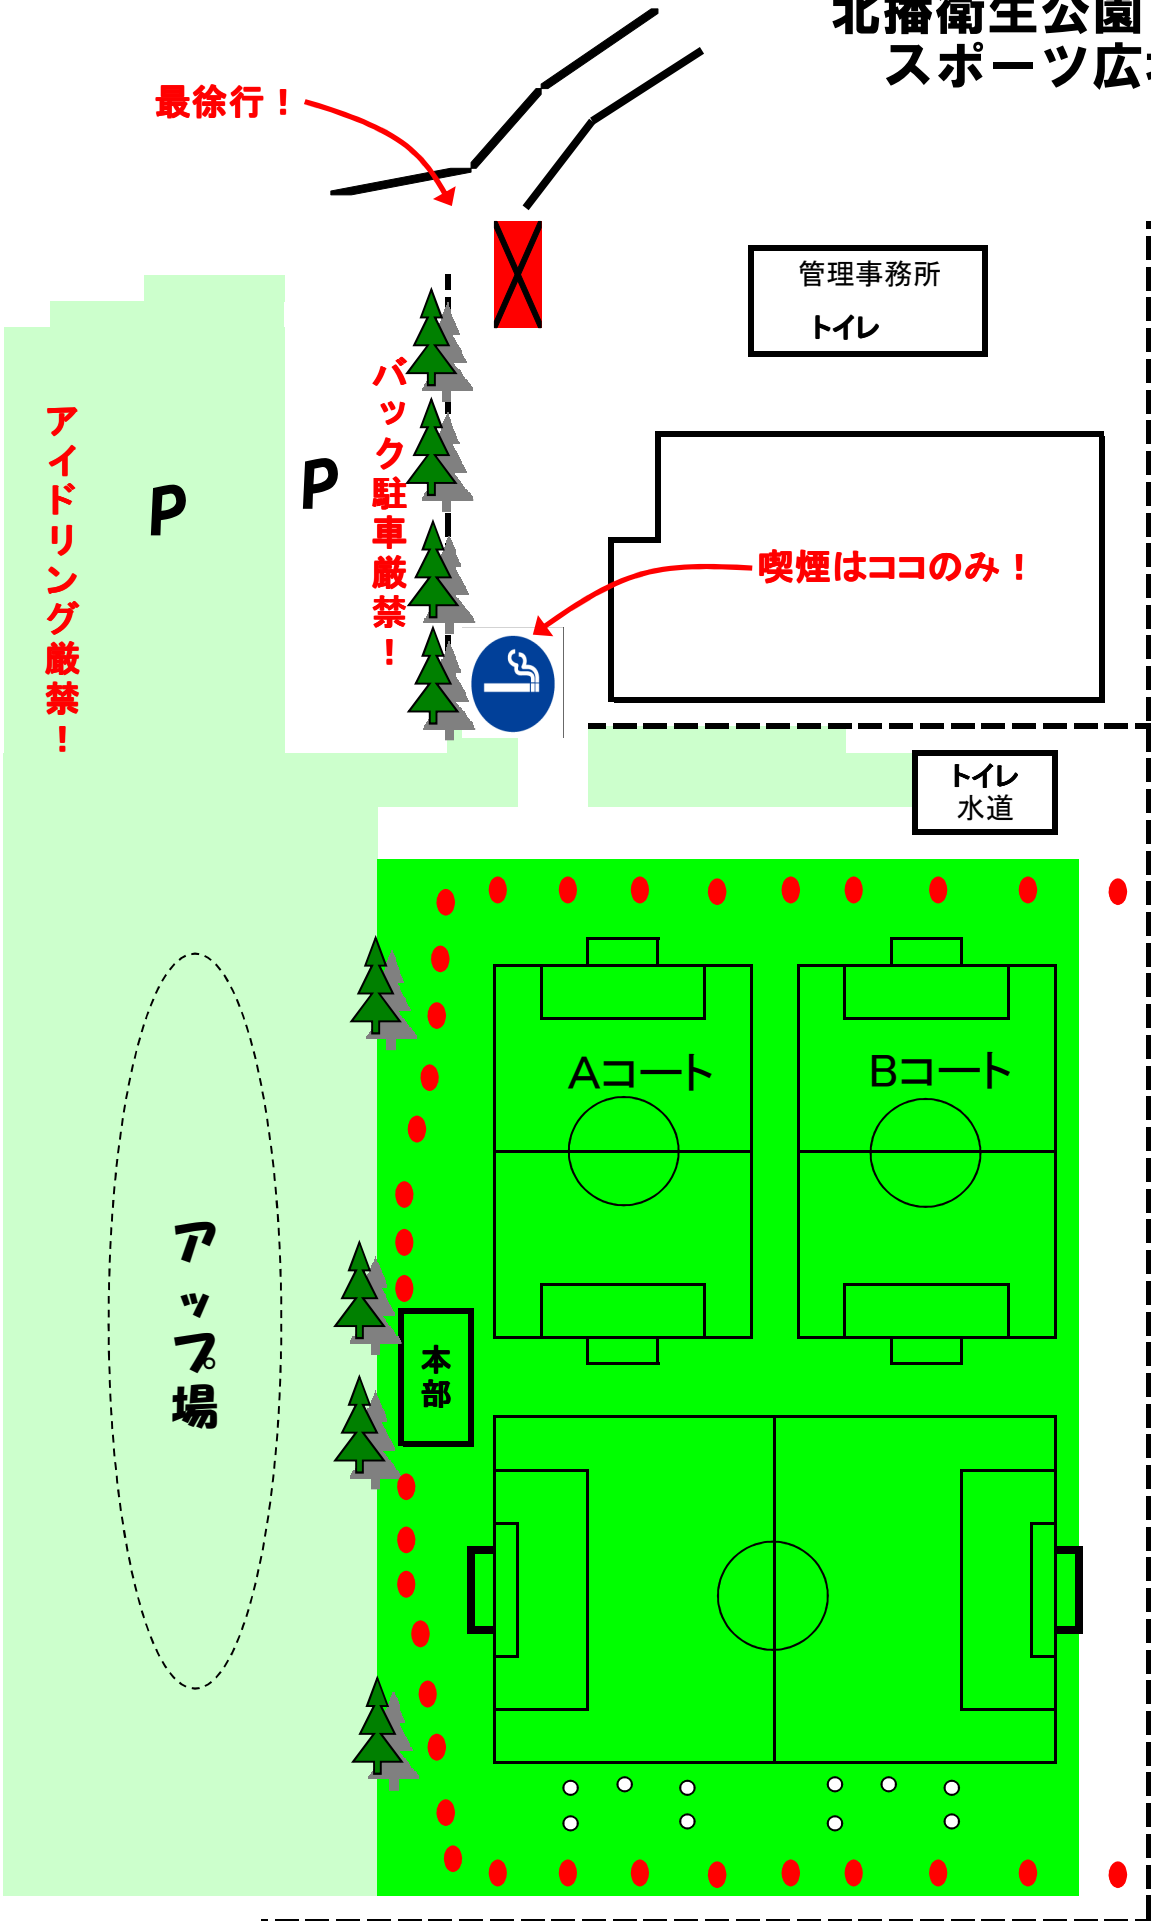 北播衛生公園
スポーツ広
最徐行！
管理事務所
トイレ
バック駐車厳禁！
アイドリング厳禁！
P
P
喫煙はココのみ！
トイレ
水道
Aコート
Bコート
アップ場
本部